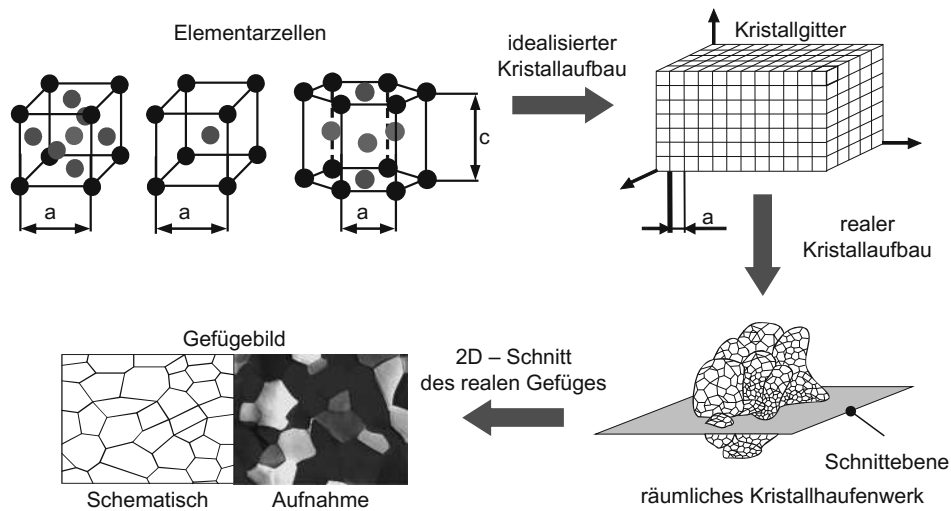 Elementarzellen
idealisierter
Kristallaufbau
Kristallgitter
c
a
a
a
a
realer
Kristallaufbau
Gefügebild
2D – Schnitt
des realen Gefüges
Schnittebene
Schematisch
Aufnahme
räumliches Kristallhaufenwerk